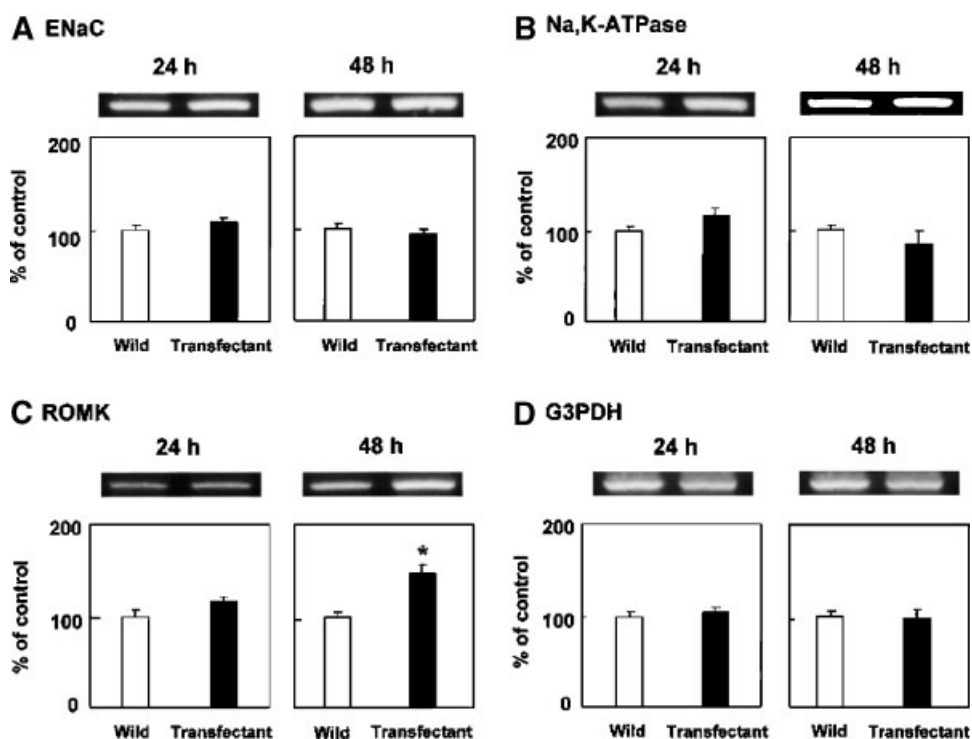 A ENaC
24 h 48 h
% of control
200
100
0
Wild Transfectant Wild Transfectant
B Na,K-ATPase
24 h 48 h
% of control
200
100
0
Wild Transfectant Wild Transfectant
C ROMK
24 h 48 h
% of control
200
100
0
*
Wild Transfectant Wild Transfectant
D G3PDH
24 h 48 h
% of control
200
100
0
Wild Transfectant Wild Transfectant